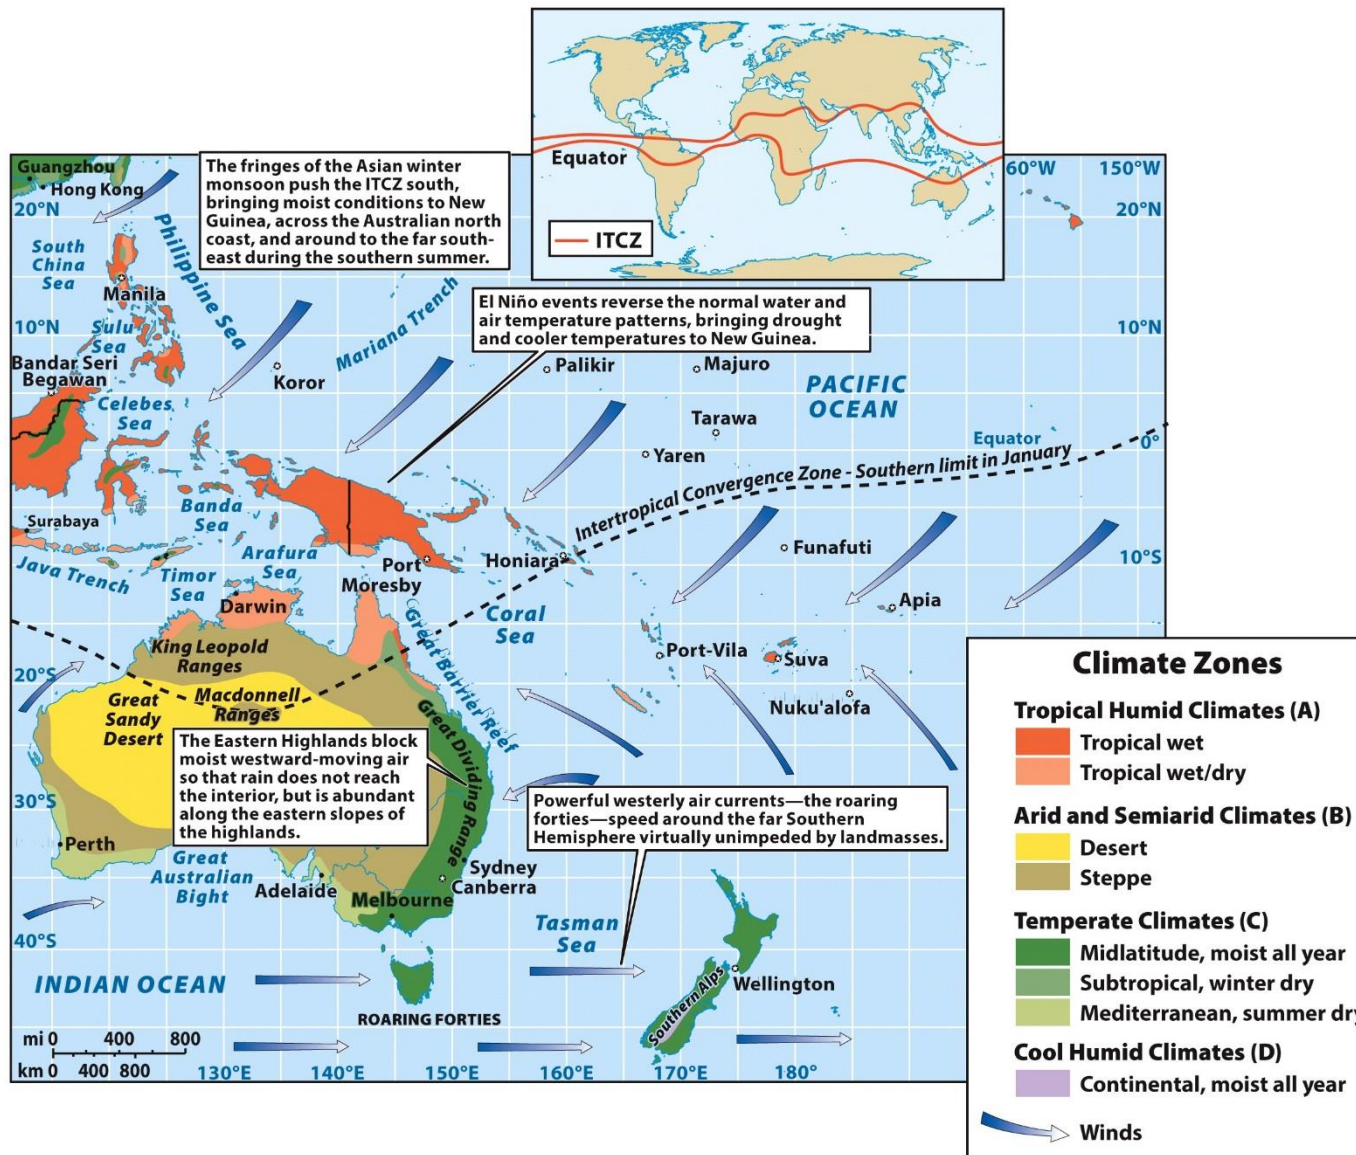 Equator
ITCZ
Guangzhou
Hong Kong
The fringes of the Asian winter
monsoon push the ITCZ south,
bringing moist conditions to New
Guinea, across the Australian north
coast, and around to the far south-
east during the southern summer.
60°W
150°W
20°N
20°N
South
China
Sea
Philippine Sea
Manila
Mariana Trench
El Niño events reverse the normal water and
air temperature patterns, bringing drought
and cooler temperatures to New Guinea.
10°N
10°N
Sulu
Sea
Bandar Seri
Begawan
Koror
Palikir
Majuro
PACIFIC
OCEAN
Celebes
Sea
Tarawa
Yaren
Equator
0°
Intertropical Convergence Zone - Southern limit in January
Banda
Sea
Surabaya
Arafura
Sea
Java Trench
Timor
Sea
Port
Moresby
Honiara
Funafuti
10°S
Darwin
Coral
Sea
Apia
King Leopold
Ranges
Great Barrier Reef
Port-Vila
Suva
20°S
Macdonnell
Ranges
Great
Sandy
Desert
Nuku'alofa
The Eastern Highlands block
moist westward-moving air
so that rain does not reach
the interior, but is abundant
along the eastern slopes of
the highlands.
Great Dividing Range
30°S
Powerful westerly air currents—the roaring
forties—speed around the far Southern
Hemisphere virtually unimpeded by landmasses.
Perth
Great
Australian
Bight
Adelaide
Sydney
Canberra
Melbourne
Tasman
Sea
40°S
INDIAN OCEAN
Wellington
Southern Alps
ROARING FORTIES
mi 0 400 800
km 0 400 800
130°E
140°E
150°E
160°E
170°E
180°
Climate Zones
Tropical Humid Climates (A)
Tropical wet
Tropical wet/dry
Arid and Semiarid Climates (B)
Desert
Steppe
Temperate Climates (C)
Midlatitude, moist all year
Subtropical, winter dry
Mediterranean, summer dry
Cool Humid Climates (D)
Continental, moist all year
Winds